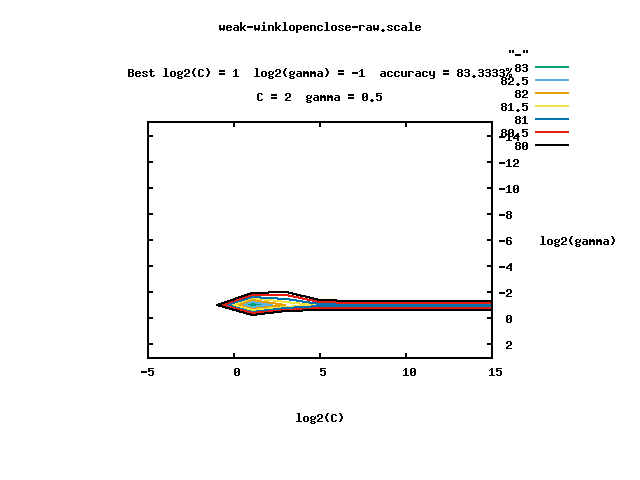 weak-winklopenclose-raw.scale
"-"
Best log2(C) = 1  log2(gamma) = -1  accuracy = 83.3333%
C = 2  gamma = 0.5
83
82.5
82
81.5
81
80.5
80
-14
-12
-10
-8
-6
-4
-2
0
2
log2(gamma)
-5 0 5 10 15
log2(C)